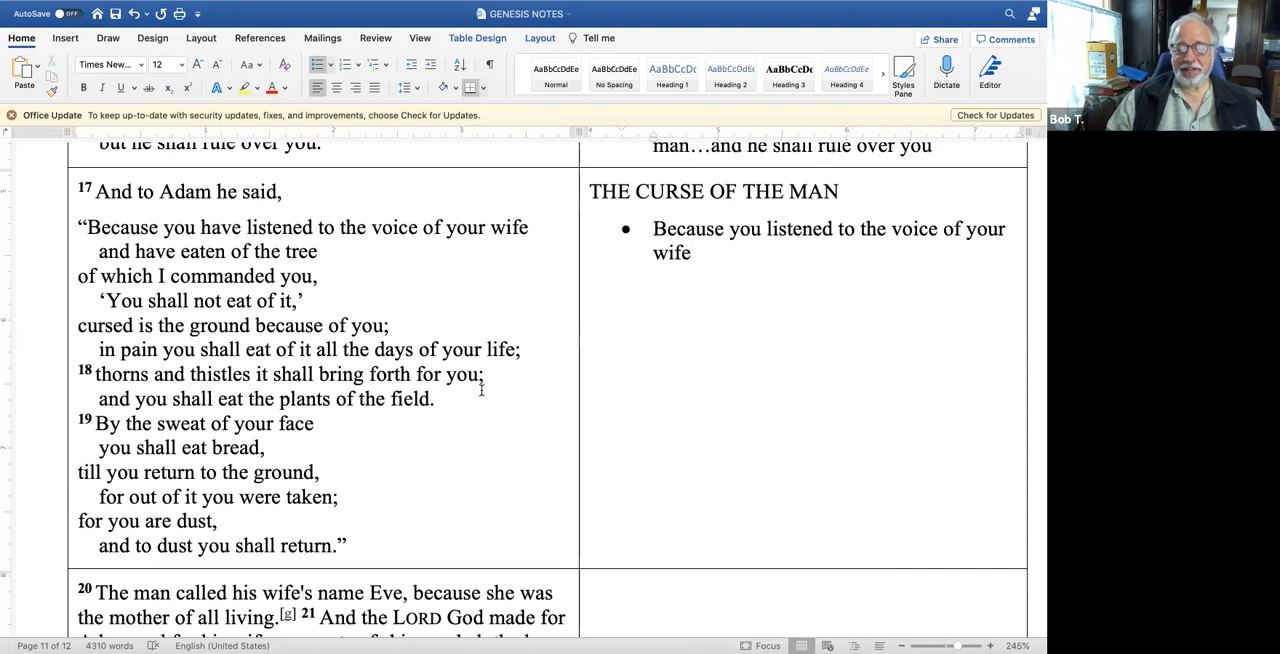 AutoSave OFF
GENESIS NOTES
Home Insert Draw Design Layout References Mailings Review View Table Design Layout Tell me
Share Comments
Paste
Times New... 12
AaBbCcDdEe AaBbCcDdEe AaBbCcDc AaBbCcDdE AaBbCcDc AaBbCcDdEe
Normal No Spacing Heading 1 Heading 2 Heading 3 Heading 4
Styles Pane Dictate Editor
Office Update To keep up-to-date with security updates, fixes, and improvements, choose Check for Updates. Check for Updates
Bob T.
1 2 3 4 5 6 7
but he shall rule over you.
man…and he shall rule over you
17 And to Adam he said,
“Because you have listened to the voice of your wife
and have eaten of the tree
of which I commanded you,
‘You shall not eat of it,’
cursed is the ground because of you;
in pain you shall eat of it all the days of your life;
18 thorns and thistles it shall bring forth for you;
and you shall eat the plants of the field.
19 By the sweat of your face
you shall eat bread,
till you return to the ground,
for out of it you were taken;
for you are dust,
and to dust you shall return.”
THE CURSE OF THE MAN
• Because you listened to the voice of your
wife
20 The man called his wife's name Eve, because she was
the mother of all living.[g] 21 And the LORD God made for
Page 11 of 12 4310 words English (United States) Focus 245%